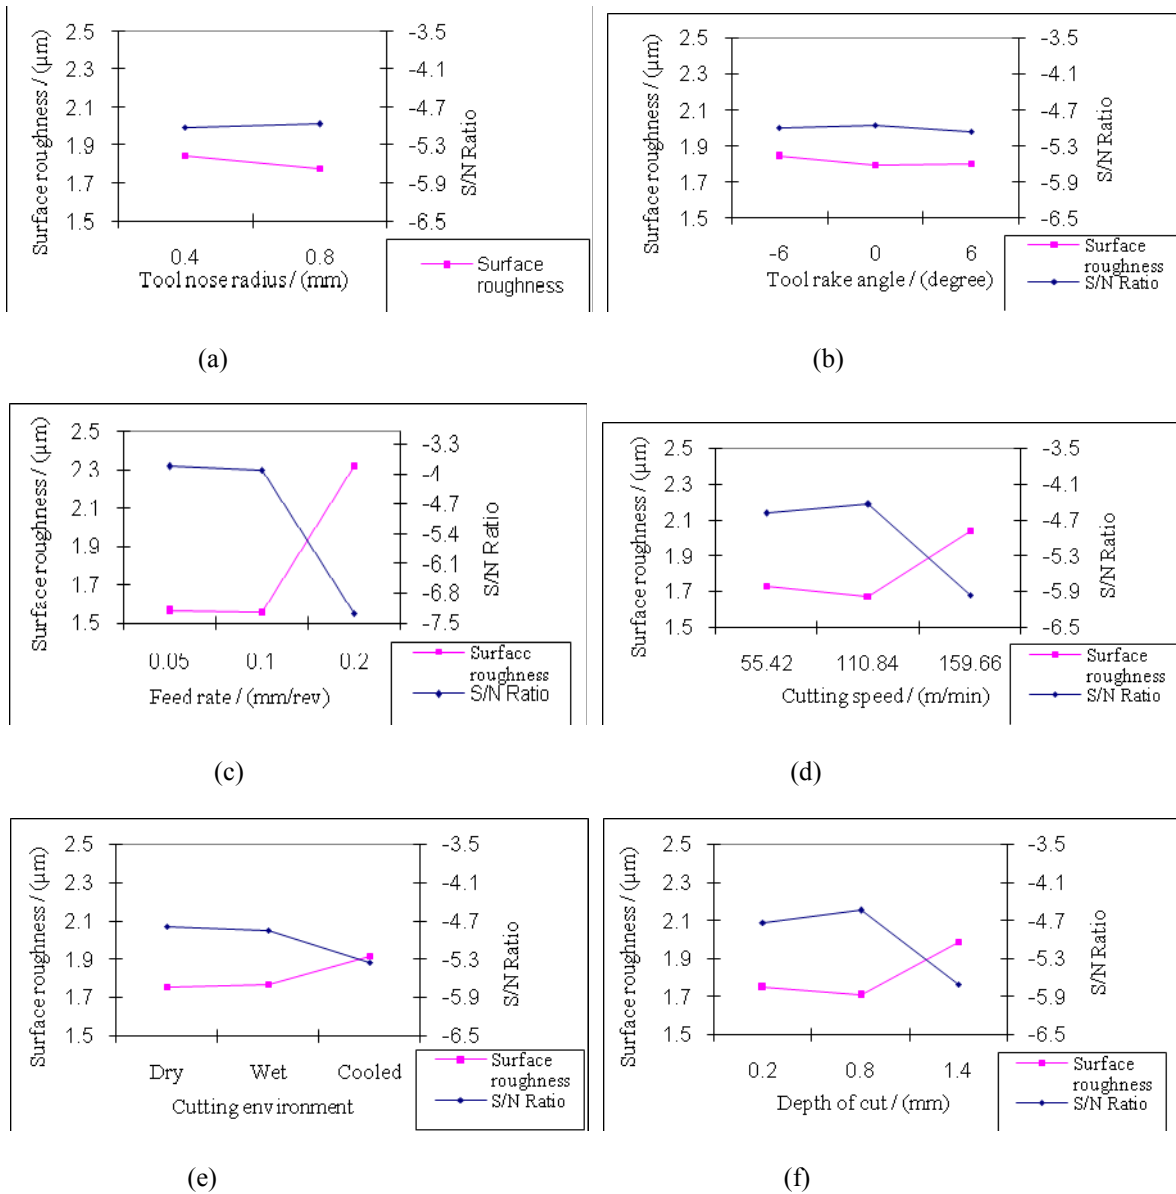 2.5
2.3
2.1
1.9
1.7
1.5
Surface roughness / (µm)
-3.5
-4.1
-4.7
-5.3
-5.9
-6.5
S/N Ratio
0.4 0.8
Tool nose radius / (mm)
Surface
roughness
(a)
2.5
2.3
2.1
1.9
1.7
1.5
Surface roughness / (µm)
-3.5
-4.1
-4.7
-5.3
-5.9
-6.5
S/N Ratio
-6 0 6
Tool rake angle / (degree)
Surface
roughness
S/N Ratio
(b)
2.5
2.3
2.1
1.9
1.7
1.5
Surface roughness / (µm)
-3.3
-4
-4.7
-5.4
-6.1
-6.8
-7.5
S/N Ratio
0.05 0.1 0.2
Feed rate / (mm/rev)
Surface
roughness
S/N Ratio
(c)
2.5
2.3
2.1
1.9
1.7
1.5
Surface roughness / (µm)
-3.5
-4.1
-4.7
-5.3
-5.9
-6.5
S/N Ratio
55.42 110.84 159.66
Cutting speed / (m/min)
Surface
roughness
S/N Ratio
(d)
2.5
2.3
2.1
1.9
1.7
1.5
Surface roughness / (µm)
-3.5
-4.1
-4.7
-5.3
-5.9
-6.5
S/N Ratio
Dry Wet Cooled
Cutting environment
Surface
roughness
S/N Ratio
(e)
2.5
2.3
2.1
1.9
1.7
1.5
Surface roughness / (µm)
-3.5
-4.1
-4.7
-5.3
-5.9
-6.5
S/N Ratio
0.2 0.8 1.4
Depth of cut / (mm)
Surface
roughness
S/N Ratio
(f)